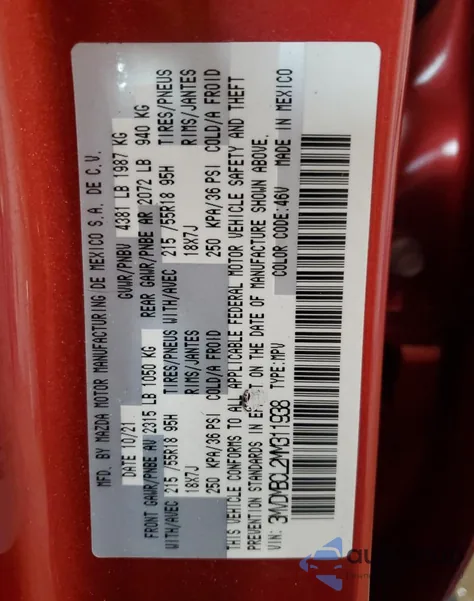 MFD. BY MAZDA MOTOR MANUFACTURING DE MEXICO S.A. DE C.V.
DATE 10/21 GVWR/PNBV 4381 LB 1987 KG
FRONT GAWR/PNBE AV 2315 LB 1050 KG REAR GAWR/PNBE AR 2072 LB 940 KG
WITH/AVEC 215 /55R18 95H TIRES/PNEUS WITH/AVEC 215 /55R18 95H TIRES/PNEUS
18X7J RIMS/JANTES 18X7J RIMS/JANTES
250 KPA/36 PSI COLD/A FROID 250 KPA/36 PSI COLD/A FROID
THIS VEHICLE CONFORMS TO ALL APPLICABLE FEDERAL MOTOR VEHICLE SAFETY AND THEFT
PREVENTION STANDARDS IN EFFECT ON THE DATE OF MANUFACTURE SHOWN ABOVE.
VIN: 3MVDMBCL2NM311938 TYPE:MPV COLOR CODE:46V MADE IN MEXICO